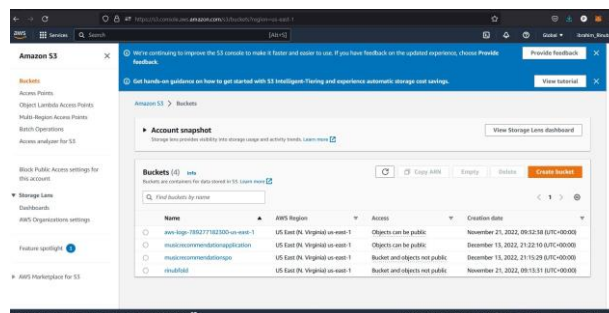 https://s3.console.aws.amazon.com/s3/buckets?region=us-east-1
aws
Services
Search
[Alt+S]
Global
Amazon S3
We're continuing to improve the S3 console to make it faster and easier to use. If you have feedback on the updated experience, choose Provide
feedback.
Provide feedback
Get hands-on guidance on how to get started with S3 Intelligent-Tiering and experience automatic storage cost savings.
View tutorial
Buckets
Access Points
Object Lambda Access Points
Multi-Region Access Points
Batch Operations
Access analyzer for S3
Block Public Access settings for
this account
Storage Lens
Dashboards
AWS Organizations settings
Feature spotlight
AWS Marketplace for S3
Amazon S3 > Buckets
Account snapshot
Storage lens provides visibility into storage usage and activity trends. Learn more
View Storage Lens dashboard
Buckets (4) Info
Buckets are containers for data stored in S3. Learn more
Copy ARN
Empty
Delete
Create bucket
Find buckets by name
1
Name AWS Region Access Creation date
aws-logs-789277182300-us-east-1 US East (N. Virginia) us-east-1 Objects can be public November 21, 2022, 09:32:38 (UTC+00:00)
musicrecommendationapplication US East (N. Virginia) us-east-1 Objects can be public December 13, 2022, 21:22:10 (UTC+00:00)
musicrecommendationspo US East (N. Virginia) us-east-1 Bucket and objects not public December 13, 2022, 21:15:29 (UTC+00:00)
US East (N. Virginia) us-east-1 Bucket and objects not public November 21, 2022, 09:13:31 (UTC+00:00)